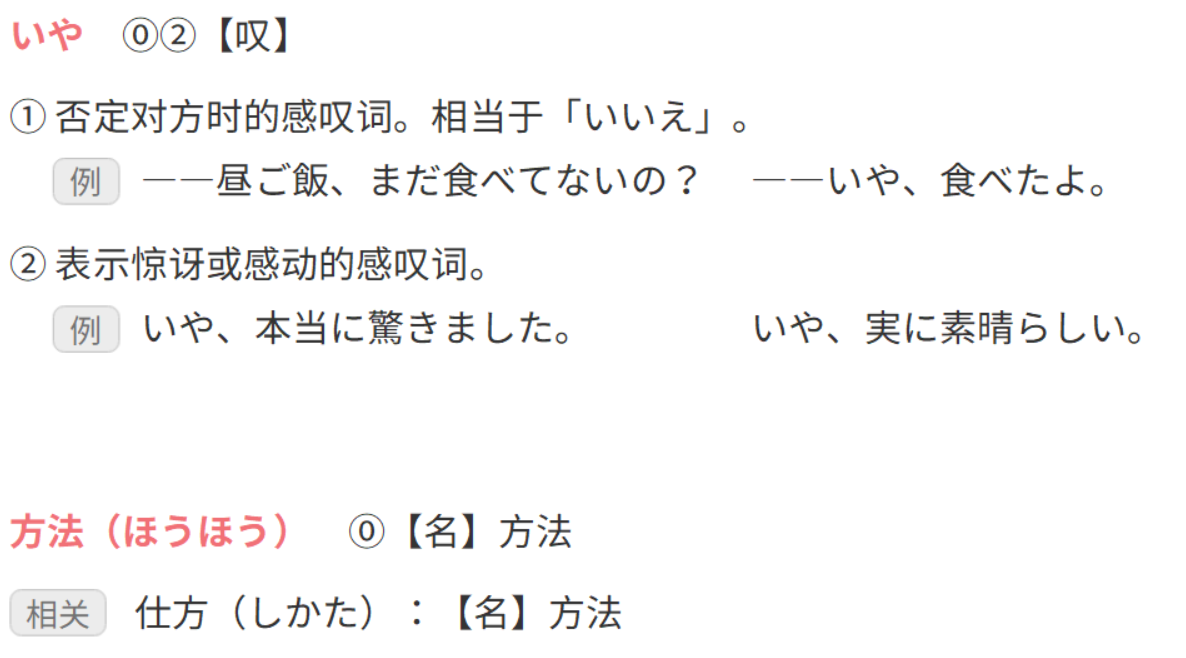 いや ⓪②【叹】
① 否定对方时的感叹词。相当于「いいえ」。
例 ——昼ご飯、まだ食べてないの？ ——いや、食べたよ。
② 表示惊讶或感动的感叹词。
例 いや、本当に驚きました。 いや、実に素晴らしい。
方法（ほうほう） ⓪【名】方法
相关 仕方（しかた）：【名】方法